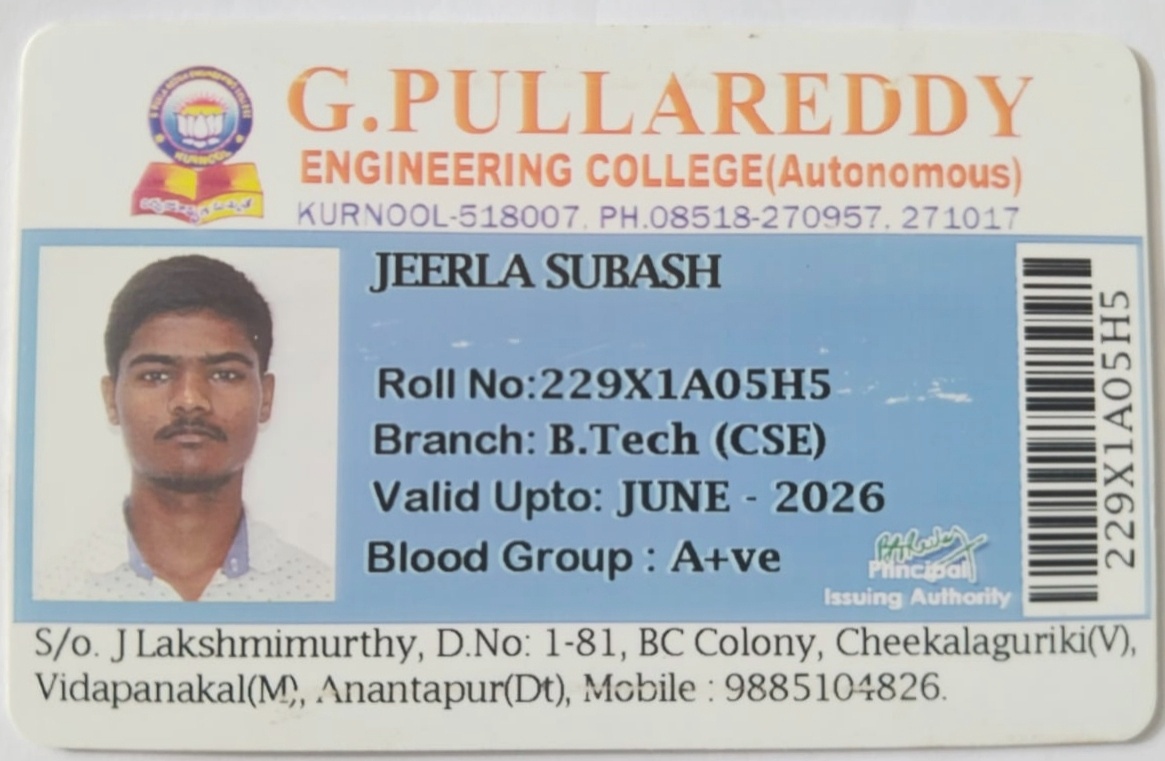 G.PULLAREDDY
ENGINEERING COLLEGE(Autonomous)
KURNOOL-518007. PH.08518-270957, 271017
KURNOOL
JEERLA SUBASH
Roll No:229X1A05H5
Branch: B.Tech (CSE)
Valid Upto: JUNE - 2026
Blood Group : A+ve
Principal
Issuing Authority
229X1A05H5
S/o. J Lakshmimurthy, D.No: 1-81, BC Colony, Cheekalaguriki(V),
Vidapanakal(M), Anantapur(Dt), Mobile : 9885104826.